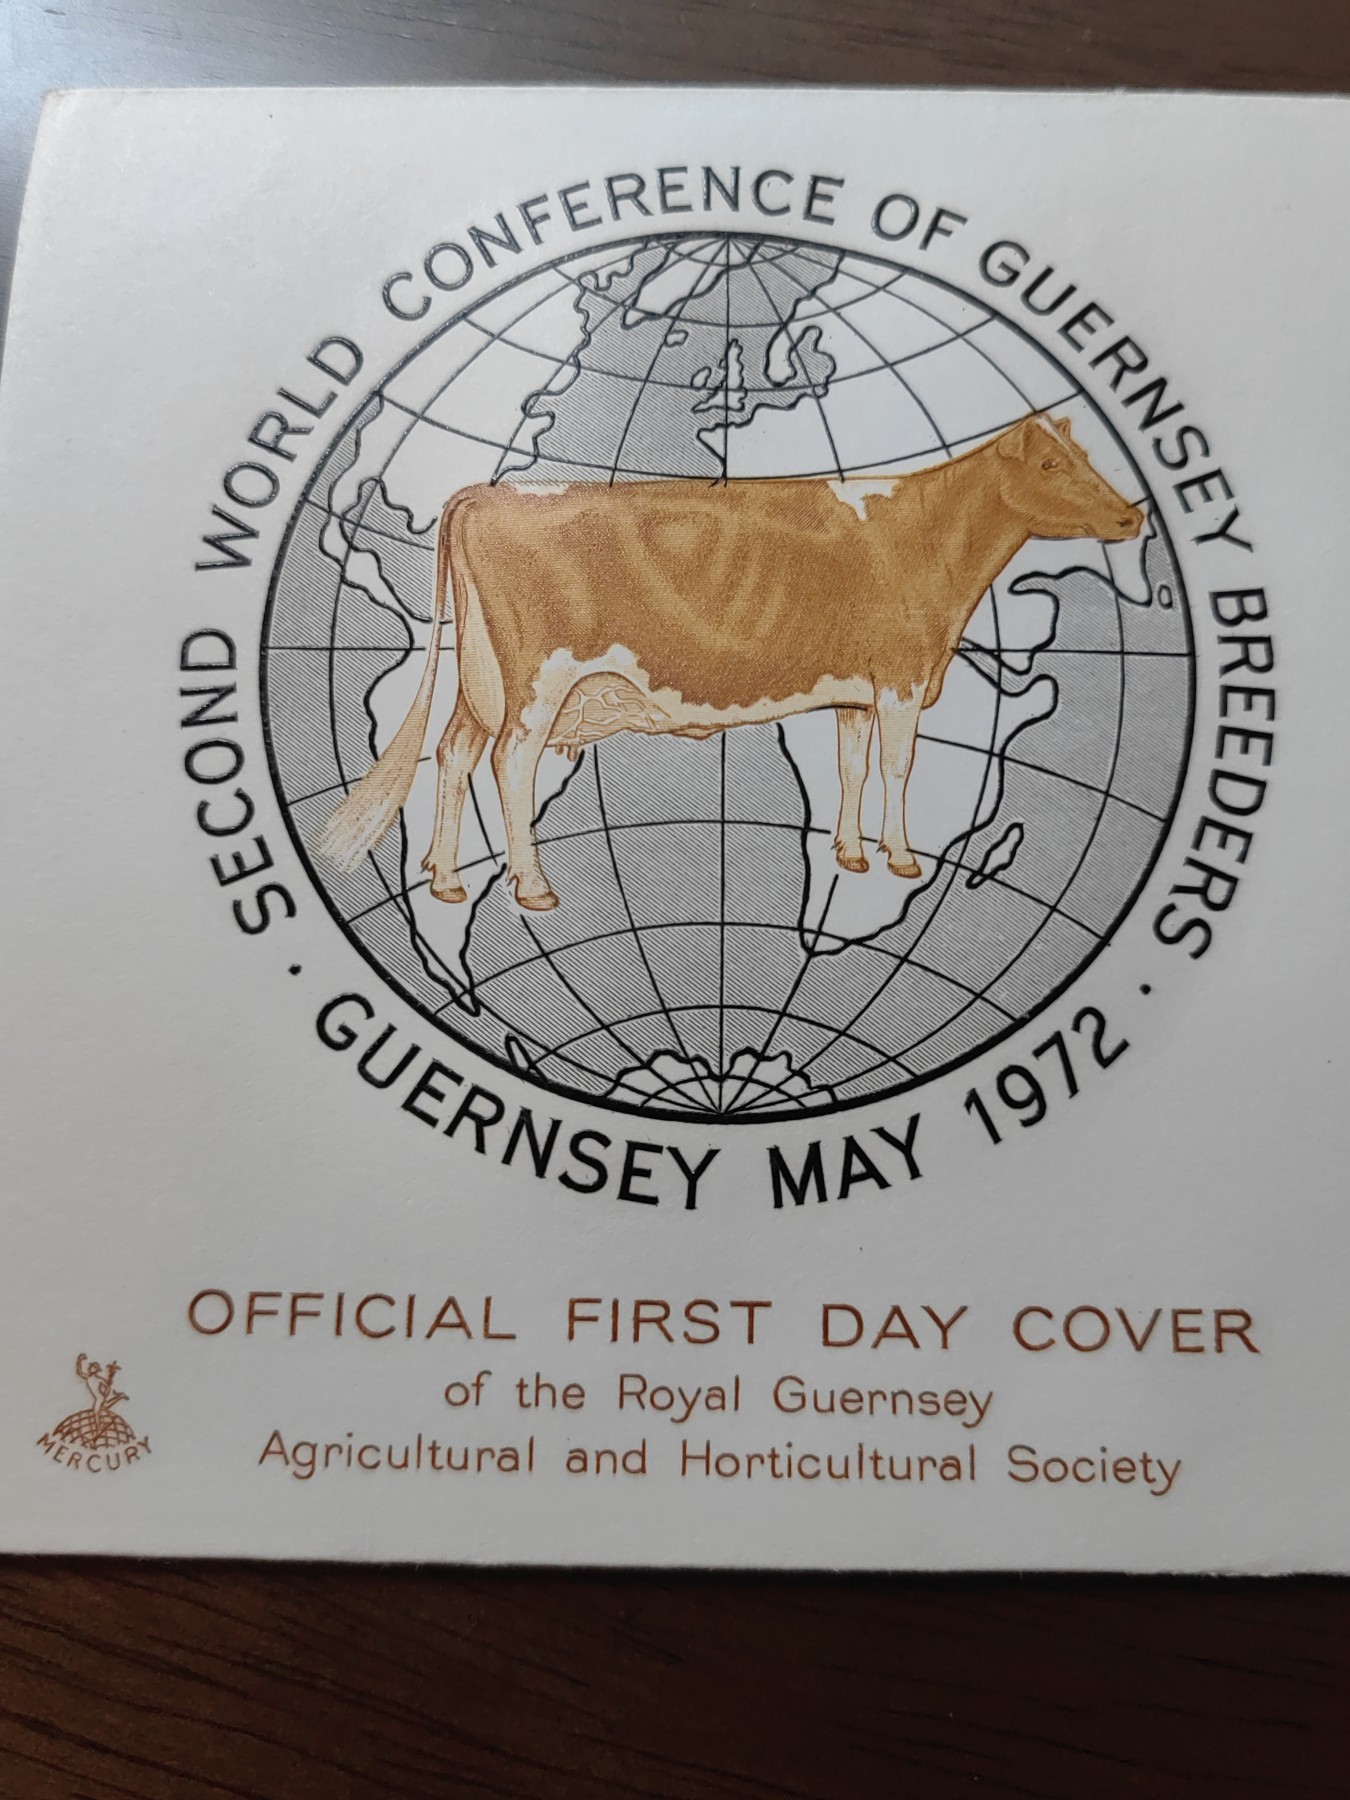 SECOND WORLD CONFERENCE OF GUERNSEY BREEDERS
· GUERNSEY MAY 1972 ·
OFFICIAL FIRST DAY COVER
of the Royal Guernsey
Agricultural and Horticultural Society
MERCURY